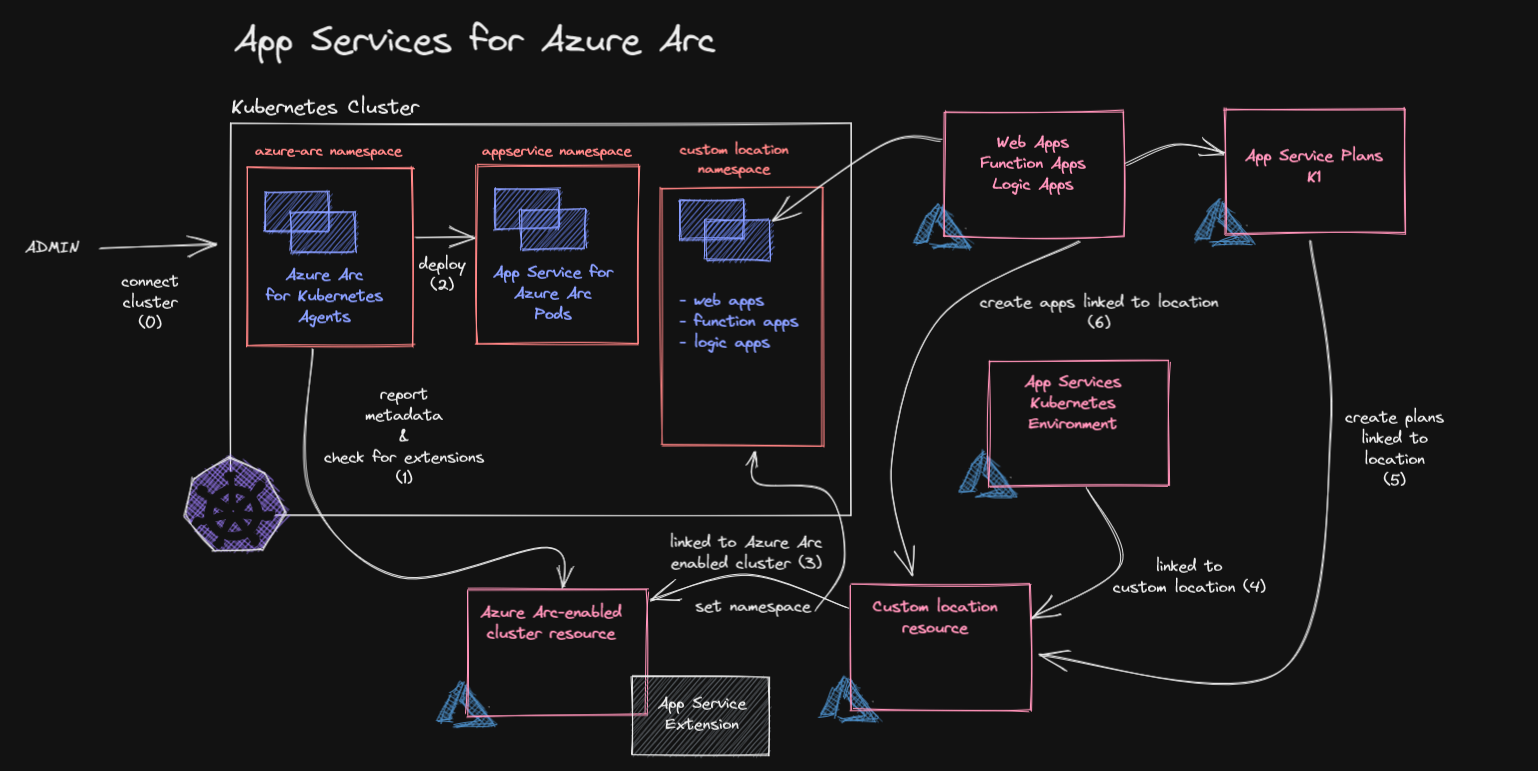 App Services for Azure Arc
Kubernetes Cluster
azure-arc namespace
Azure Arc
for Kubernetes
Agents
appservice namespace
App Service for
Azure Arc
Pods
custom location
namespace
- web apps
- function apps
- logic apps
Web Apps
Function Apps
Logic Apps
App Service Plans
K1
ADMIN
connect
cluster
(0)
deploy
(2)
report
metadata
&
check for extensions
(1)
create apps linked to location
(6)
App Services
Kubernetes
Environment
create plans
linked to
location
(5)
linked to Azure Arc
enabled cluster (3)
set namespace
linked to
custom location (4)
Azure Arc-enabled
cluster resource
App Service
Extension
Custom location
resource